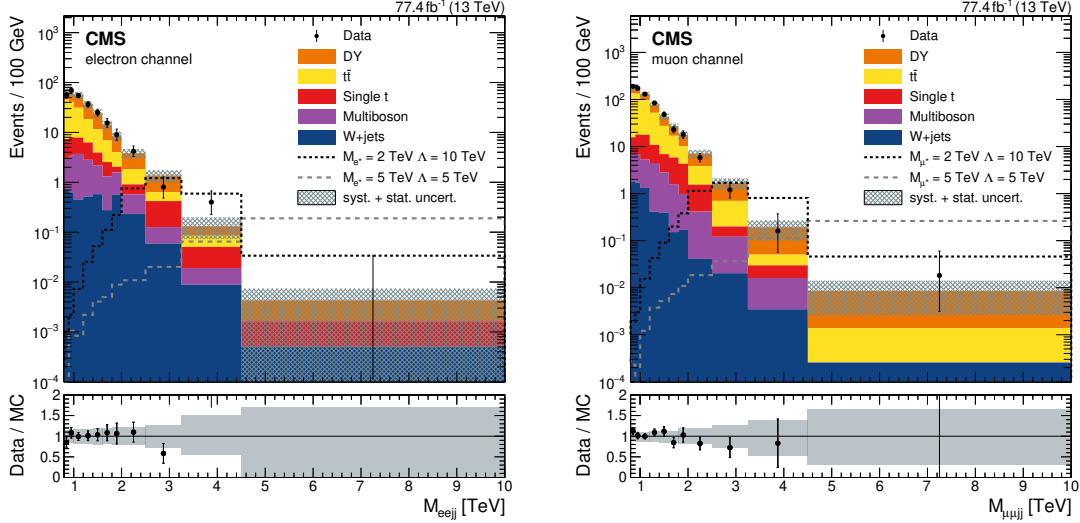 77.4 fb⁻¹ (13 TeV)
CMS
electron channel
Data
DY
tt̄
Single t
Multiboson
W+jets
Mₑ* = 2 TeV Λ = 10 TeV
Mₑ* = 5 TeV Λ = 5 TeV
syst. + stat. uncert.
Events / 100 GeV
10³
10²
10
1
10⁻¹
10⁻²
10⁻³
10⁻⁴
Data / MC
2
1.5
1
0.5
0
1 2 3 4 5 6 7 8 9 10
M_eejj [TeV]
77.4 fb⁻¹ (13 TeV)
CMS
muon channel
Data
DY
tt̄
Single t
Multiboson
W+jets
M_μ* = 2 TeV Λ = 10 TeV
M_μ* = 5 TeV Λ = 5 TeV
syst. + stat. uncert.
Events / 100 GeV
10³
10²
10
1
10⁻¹
10⁻²
10⁻³
10⁻⁴
Data / MC
2
1.5
1
0.5
0
1 2 3 4 5 6 7 8 9 10
M_μμjj [TeV]